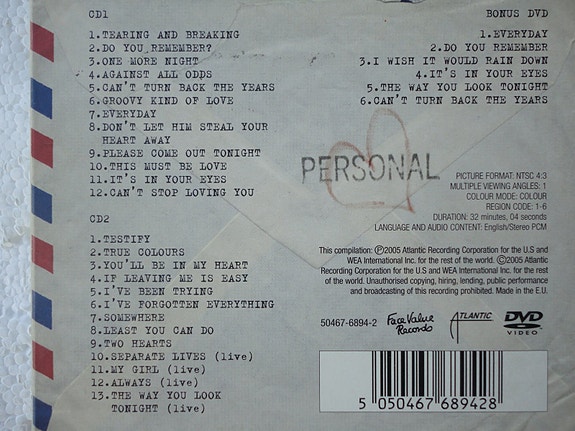 CD1
1.TEARING AND BREAKING
2.DO YOU REMEMBER?
3.ONE MORE NIGHT
4.AGAINST ALL ODDS
5.CAN'T TURN BACK THE YEARS
6.GROOVY KIND OF LOVE
7.EVERYDAY
8.DON'T LET HIM STEAL YOUR
HEART AWAY
9.PLEASE COME OUT TONIGHT
10.THIS MUST BE LOVE
11.IT'S IN YOUR EYES
12.CAN'T STOP LOVING YOU
CD2
1.TESTIFY
2.TRUE COLOURS
3.YOU'LL BE IN MY HEART
4.IF LEAVING ME IS EASY
5.I'VE BEEN TRYING
6.I'VE FORGOTTEN EVERYTHING
7.SOMEWHERE
8.LEAST YOU CAN DO
9.TWO HEARTS
10.SEPARATE LIVES (live)
11.MY GIRL (live)
12.ALWAYS (live)
13.THE WAY YOU LOOK
TONIGHT (live)
BONUS DVD
1.EVERYDAY
2.DO YOU REMEMBER
3.I WISH IT WOULD RAIN DOWN
4.IT'S IN YOUR EYES
5.THE WAY YOU LOOK TONIGHT
6.CAN'T TURN BACK THE YEARS
PERSONAL
PICTURE FORMAT: NTSC 4:3
MULTIPLE VIEWING ANGLES: 1
COLOUR MODE: COLOUR
REGION CODE: 1-6
DURATION: 32 minutes, 04 seconds
LANGUAGE AND AUDIO CONTENT: English/Stereo PCM
This compilation: Ⓟ2005 Atlantic Recording Corporation for the U.S and
WEA International Inc. for the rest of the world. ©2005 Atlantic
Recording Corporation for the U.S and WEA International Inc. for the rest
of the world. Unauthorised copying, hiring, lending, public performance
and broadcasting of this recording prohibited. Made in the E.U.
50467-6894-2
Face Value
Records
ATLANTIC
DVD
VIDEO
5 050467 689428